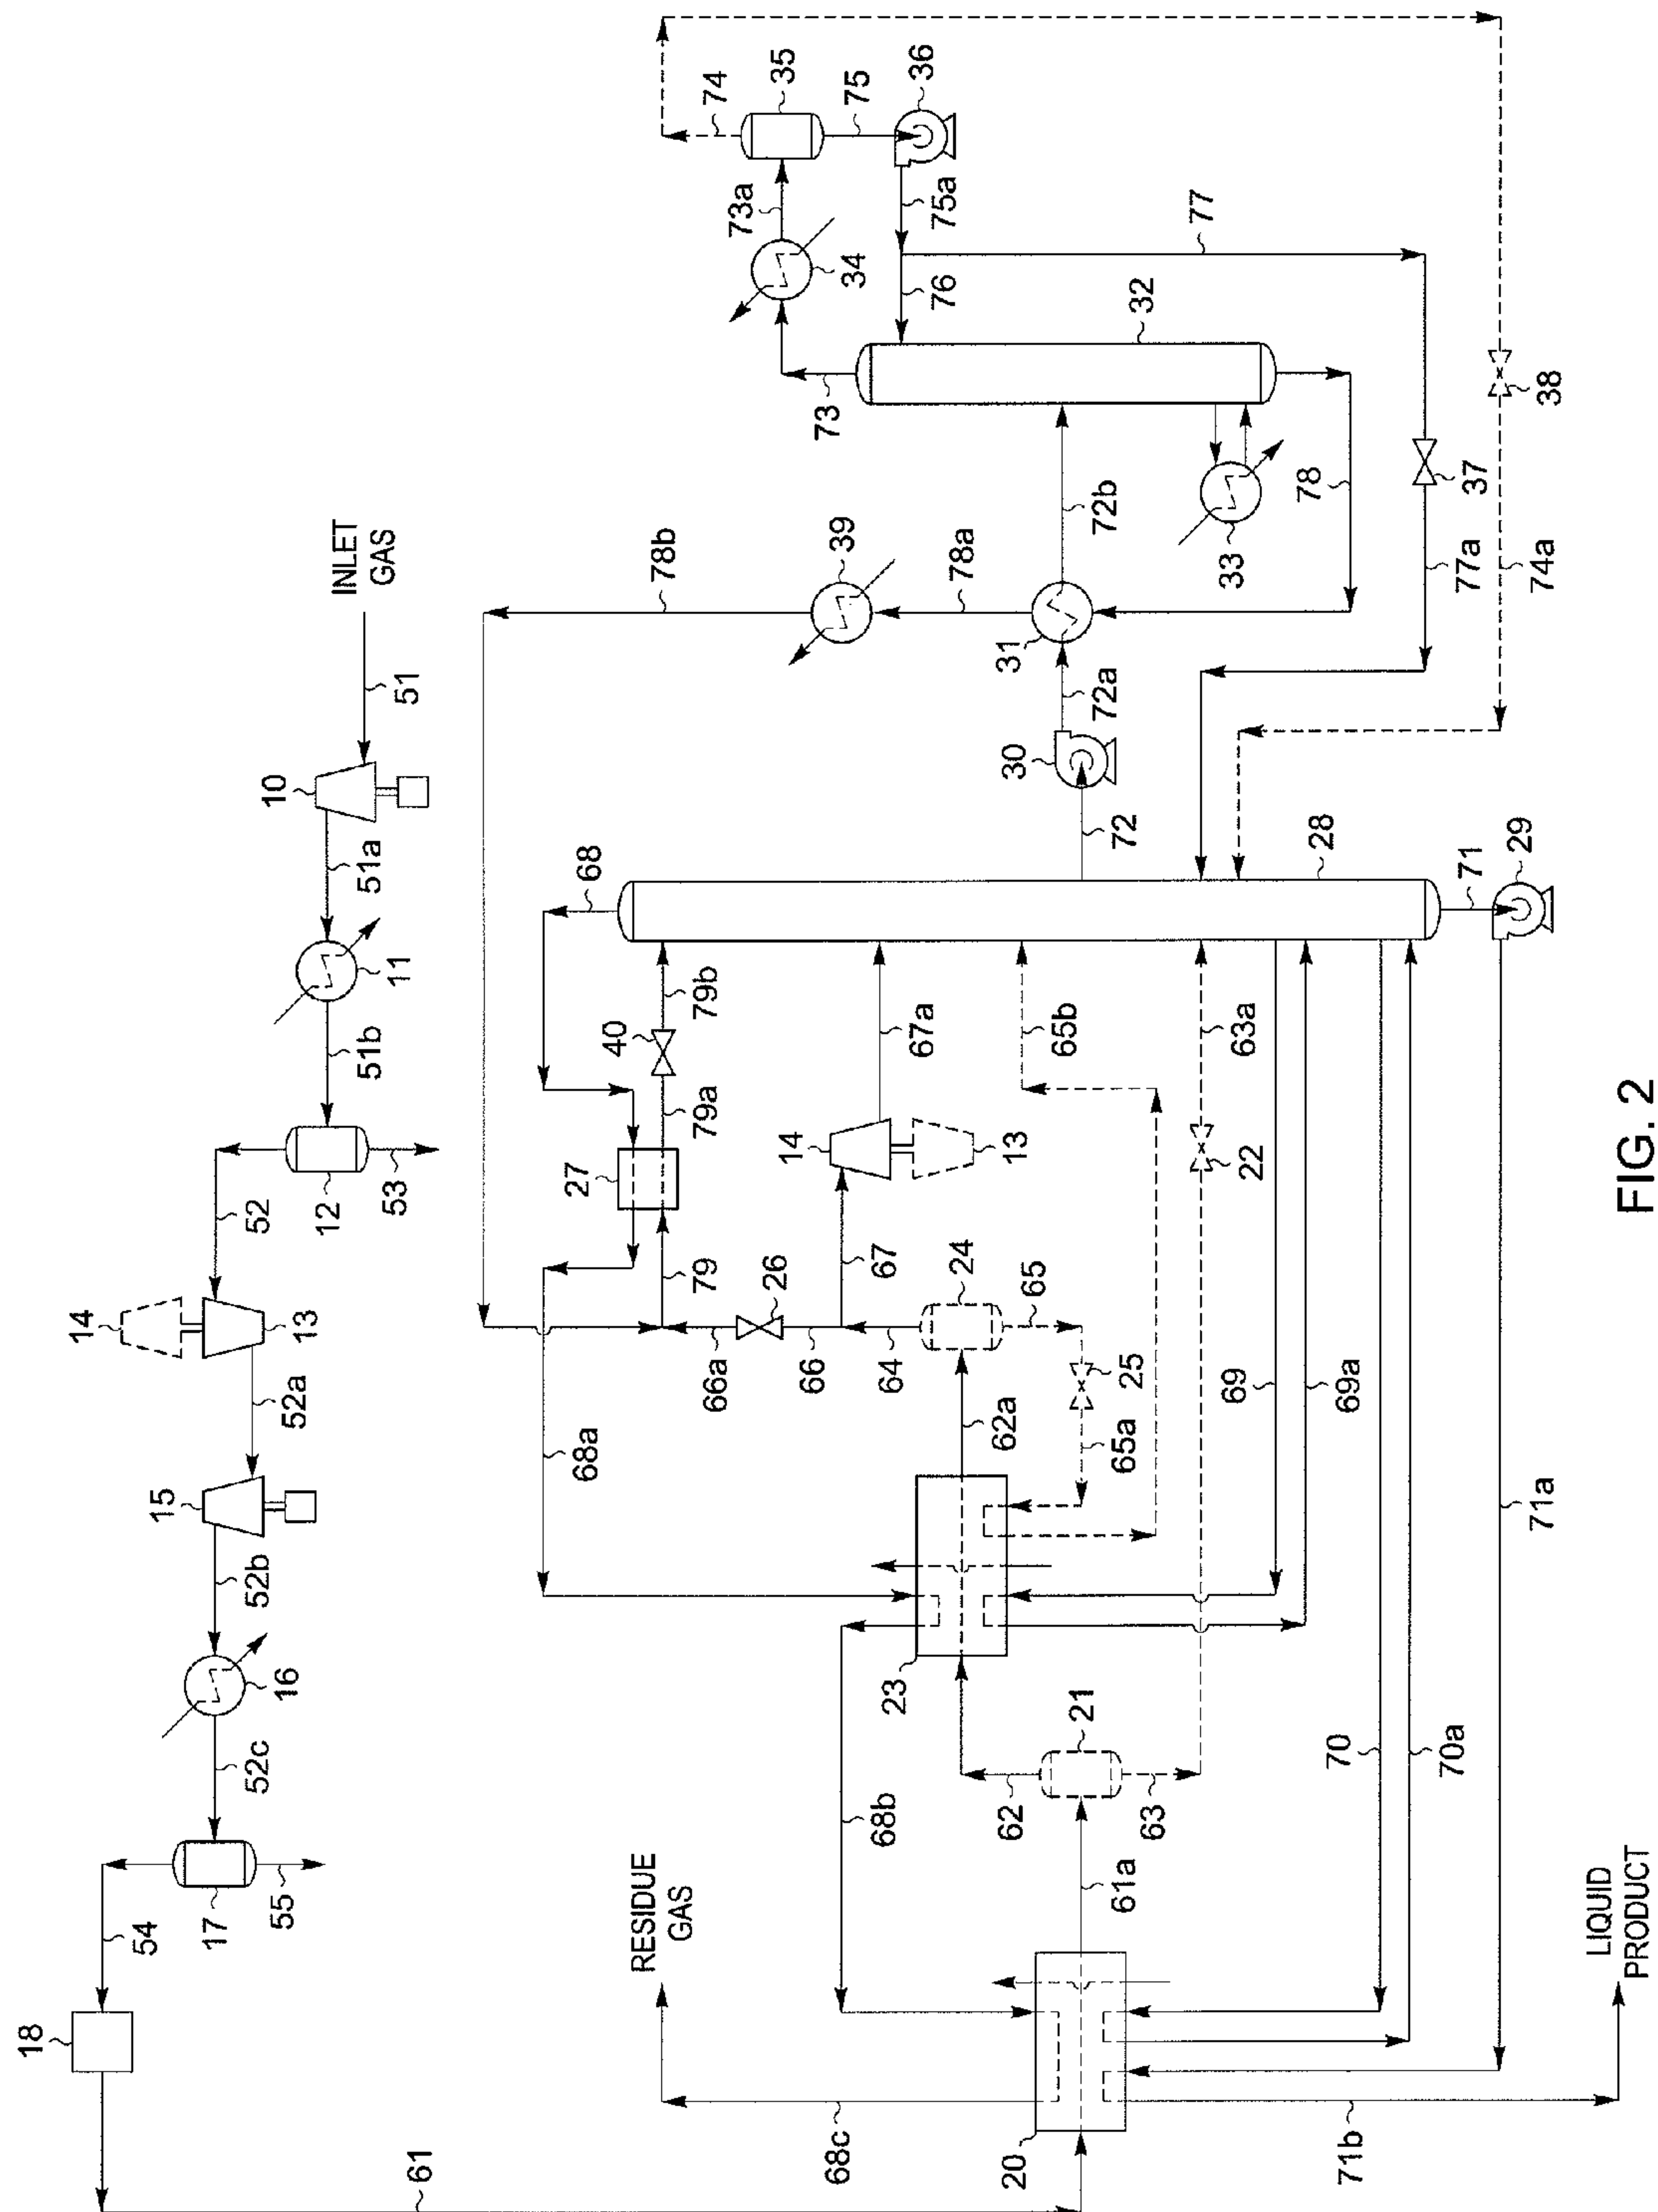 INLET
GAS
51
10
51a
11
51b
12
53
52
14
13
52a
15
52b
16
52c
17
55
54
18
61
35
74
75
36
73a
34
75a
77
76
32
73
38
37
78
33
72b
39
78b
78a
31
72a
30
77a
74a
68
28
72
71
29
79b
40
79a
67a
65b
63a
27
14
13
22
79
26
67
24
65
66a
66
64
25
69
69a
68a
62a
65a
71a
23
21
62
63
70
70a
68b
61a
RESIDUE
GAS
LIQUID
PRODUCT
68c
20
71b
FIG. 2